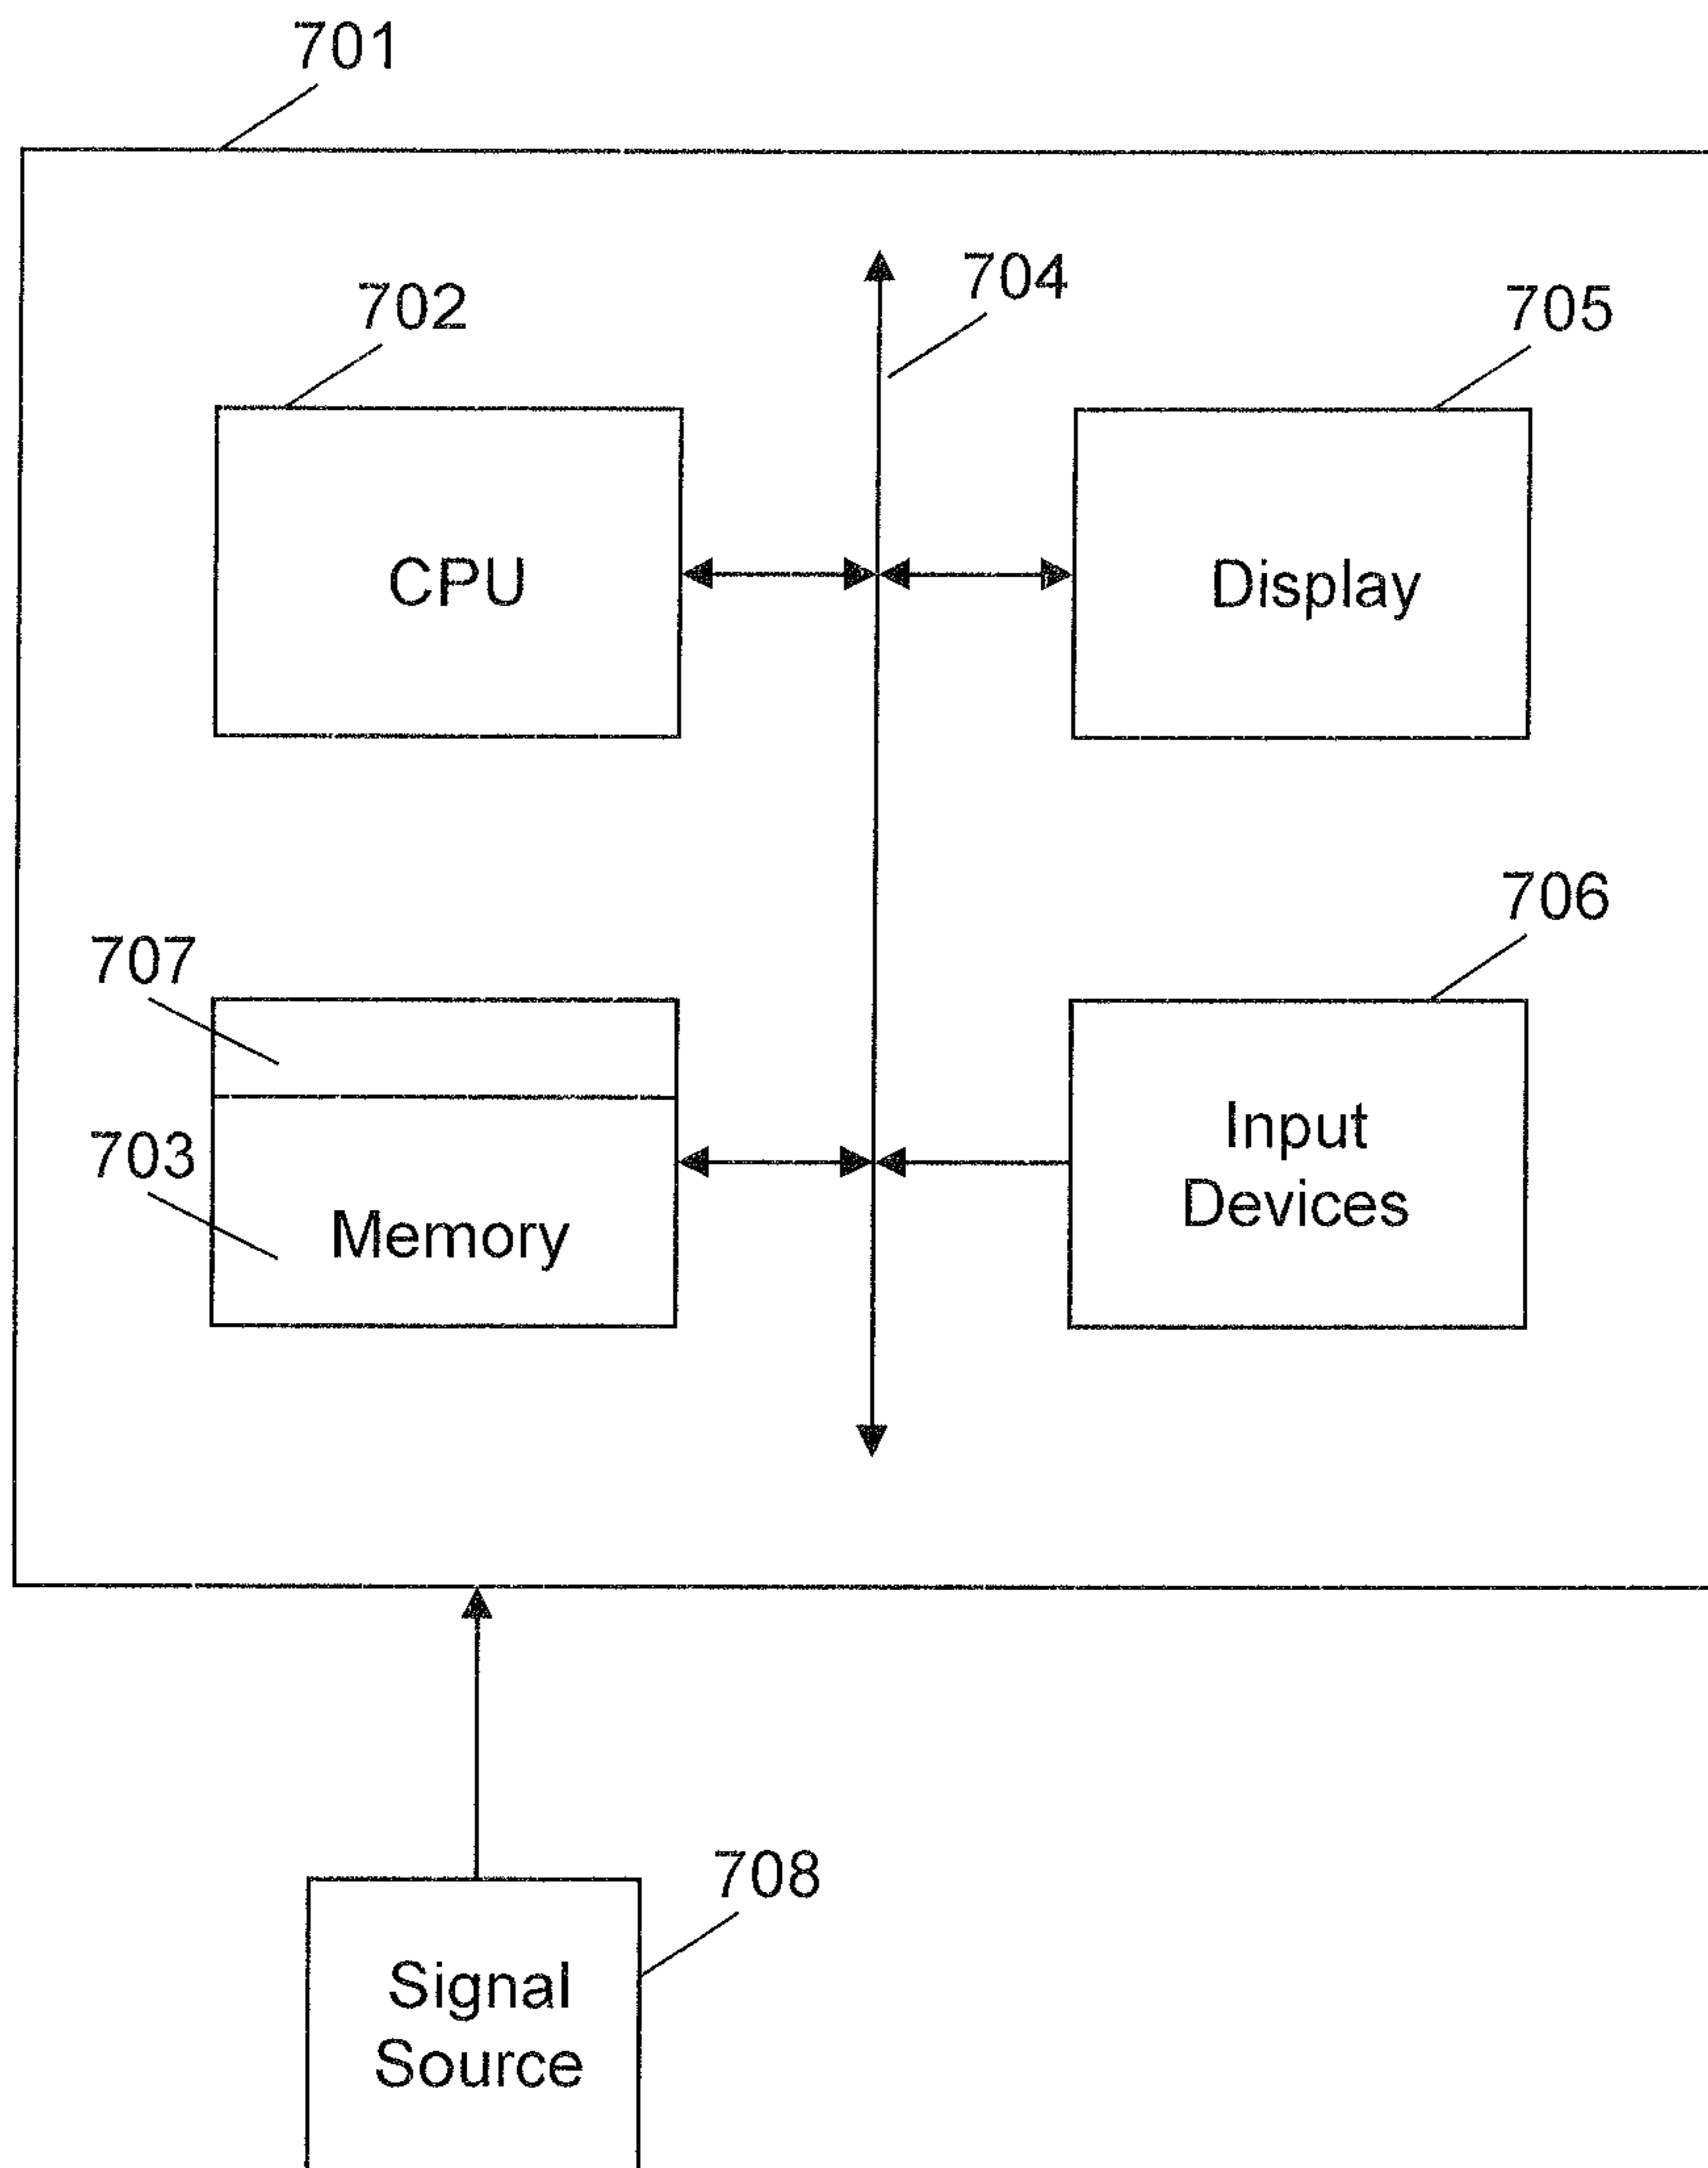 701
704
702
705
CPU
Display
706
707
703
Input
Devices
Memory
708
Signal
Source